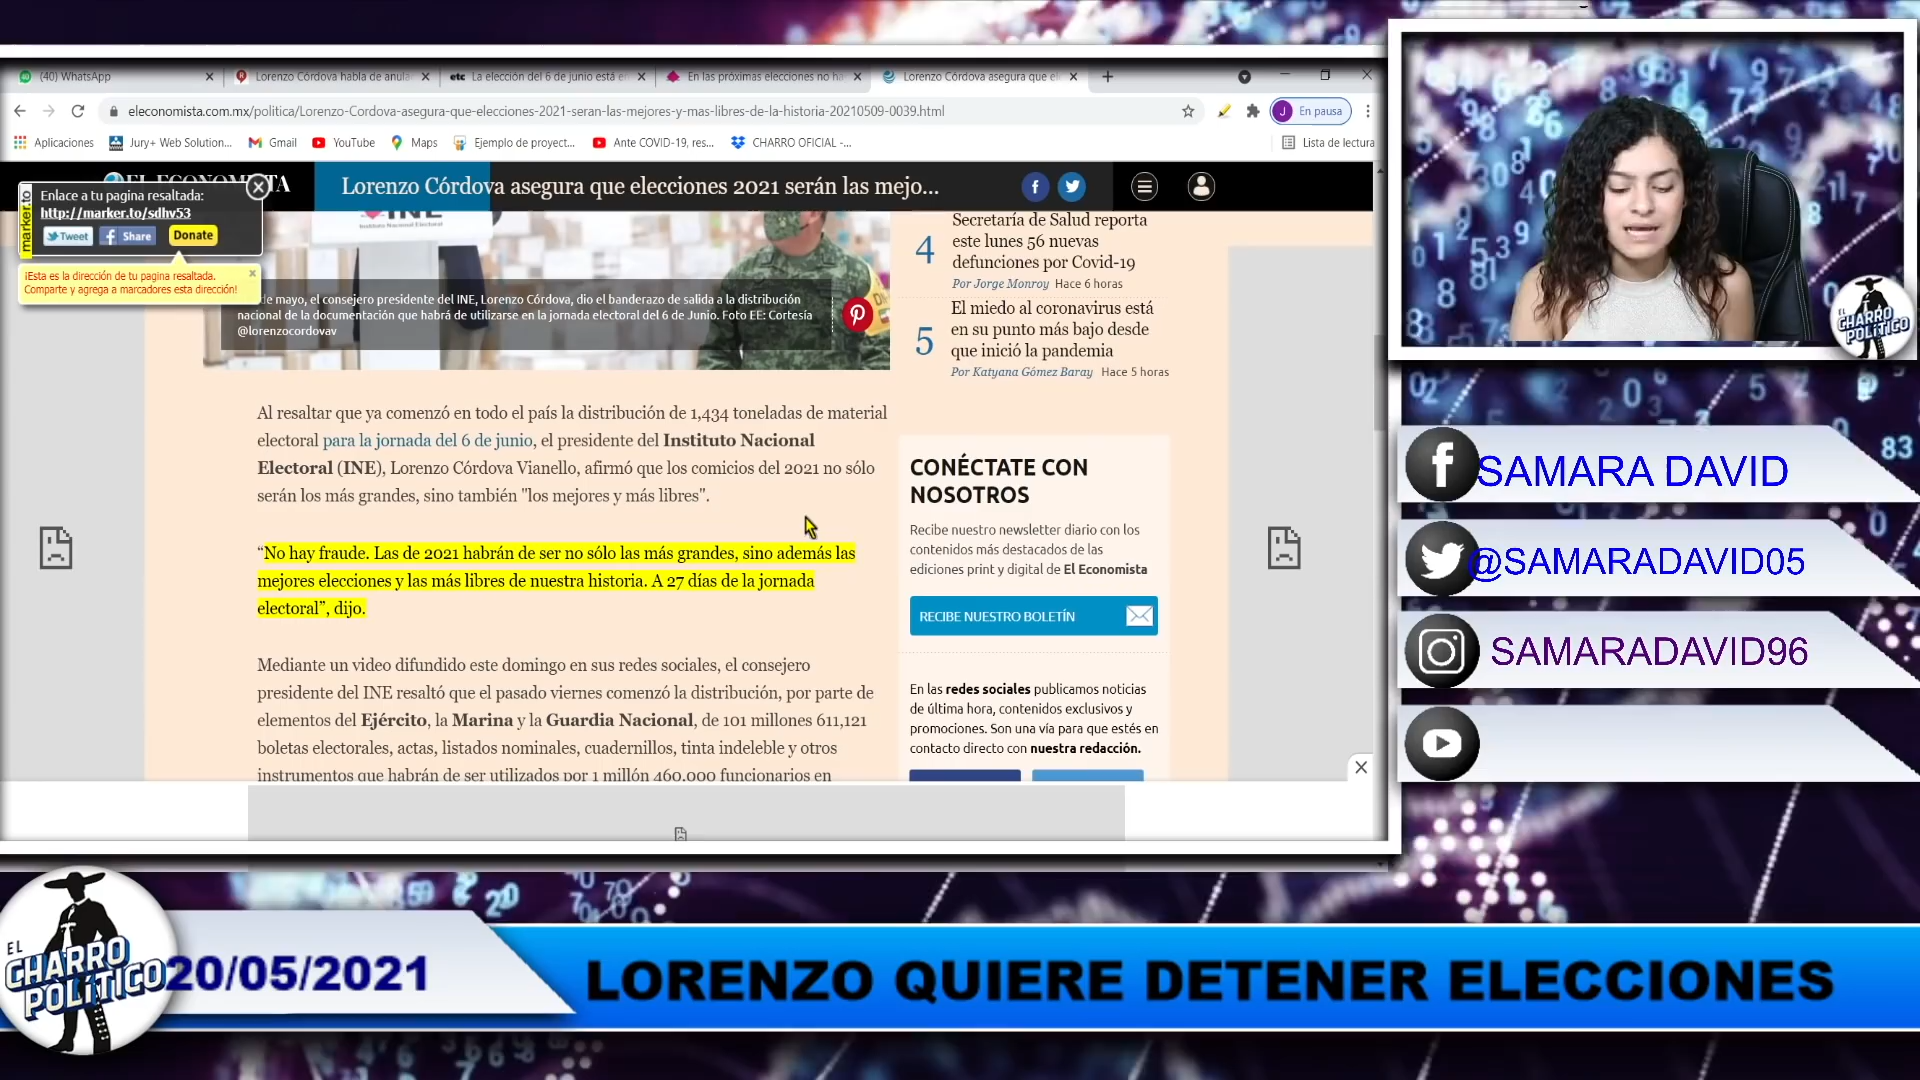 (40) WhatsApp
Lorenzo Córdova habla de anula
etc La elección del 6 de junio está en
En las próximas elecciones no ha
Lorenzo Córdova asegura que el
eleconomista.com.mx/politica/Lorenzo-Cordova-asegura-que-elecciones-2021-seran-las-mejores-y-mas-libres-de-la-historia-20210509-0039.html
J En pausa
Aplicaciones
Jury+ Web Solution...
Gmail
YouTube
Maps
Ejemplo de proyect...
Ante COVID-19, res...
CHARRO OFICIAL -...
Lista de lectura
Lorenzo Córdova asegura que elecciones 2021 serán las mejo...
marker.to
Enlace a tu pagina resaltada:
http://marker.to/sdhv53
Tweet
Share
Donate
¡Esta es la dirección de tu pagina resaltada.
Comparte y agrega a marcadores esta dirección!
INE
Instituto Nacional Electoral
de mayo, el consejero presidente del INE, Lorenzo Córdova, dio el banderazo de salida a la distribución
nacional de la documentación que habrá de utilizarse en la jornada electoral del 6 de Junio. Foto EE: Cortesía
@lorenzocordovav
Al resaltar que ya comenzó en todo el país la distribución de 1,434 toneladas de material
electoral para la jornada del 6 de junio, el presidente del Instituto Nacional
Electoral (INE), Lorenzo Córdova Vianello, afirmó que los comicios del 2021 no sólo
serán los más grandes, sino también "los mejores y más libres".
“No hay fraude. Las de 2021 habrán de ser no sólo las más grandes, sino además las
mejores elecciones y las más libres de nuestra historia. A 27 días de la jornada
electoral”, dijo.
Mediante un video difundido este domingo en sus redes sociales, el consejero
presidente del INE resaltó que el pasado viernes comenzó la distribución, por parte de
elementos del Ejército, la Marina y la Guardia Nacional, de 101 millones 611,121
boletas electorales, actas, listados nominales, cuadernillos, tinta indeleble y otros
instrumentos que habrán de ser utilizados por 1 millón 460,000 funcionarios en
4
Secretaría de Salud reporta
este lunes 56 nuevas
defunciones por Covid-19
Por Jorge Monroy Hace 6 horas
5
El miedo al coronavirus está
en su punto más bajo desde
que inició la pandemia
Por Katyana Gómez Baray Hace 5 horas
CONÉCTATE CON
NOSOTROS
Recibe nuestro newsletter diario con los
contenidos más destacados de las
ediciones print y digital de El Economista
RECIBE NUESTRO BOLETÍN
En las redes sociales publicamos noticias
de última hora, contenidos exclusivos y
promociones. Son una vía para que estés en
contacto directo con nuestra redacción.
EL CHARRO POLÍTICO
SAMARA DAVID
@SAMARADAVID05
SAMARADAVID96
EL
CHARRO
POLÍTICO
20/05/2021
LORENZO QUIERE DETENER ELECCIONES